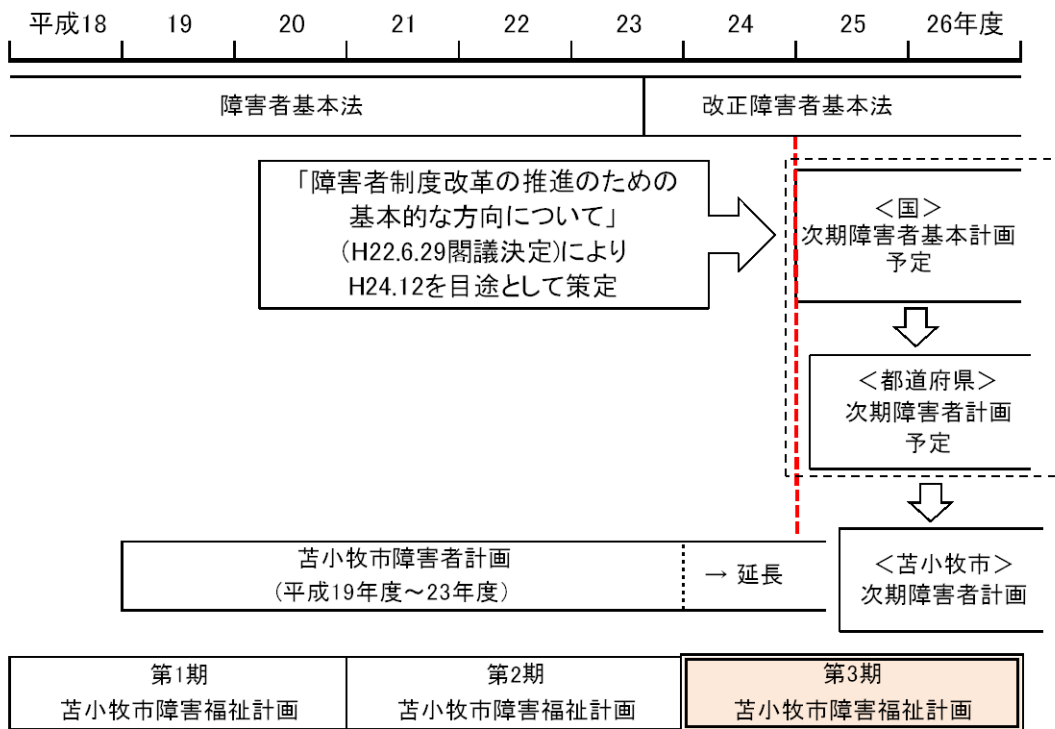 平成18 19 20 21 22 23 24 25 26年度
障害者基本法 改正障害者基本法
「障害者制度改革の推進のための
基本的な方向について」
(H22.6.29閣議決定)により
H24.12を目途として策定
＜国＞
次期障害者基本計画
予定
＜都道府県＞
次期障害者計画
予定
苫小牧市障害者計画
(平成19年度～23年度)
→ 延長
＜苫小牧市＞
次期障害者計画
第1期
苫小牧市障害福祉計画
第2期
苫小牧市障害福祉計画
第3期
苫小牧市障害福祉計画